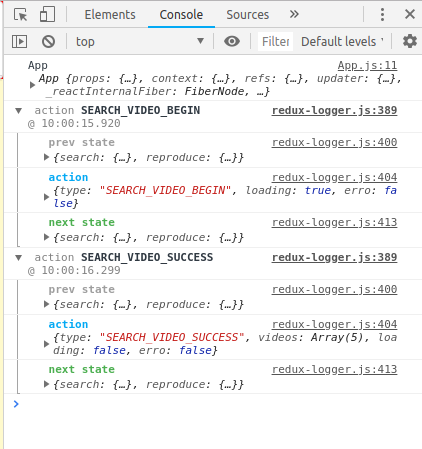 Elements Console Sources »
top Filter Default levels
App App.js:11
App {props: {…}, context: {…}, refs: {…}, updater: {…},
_reactInternalFiber: FiberNode, …}
action SEARCH_VIDEO_BEGIN redux-logger.js:389
@ 10:00:15.920
prev state redux-logger.js:400
{search: {…}, reproduce: {…}}
action redux-logger.js:404
{type: "SEARCH_VIDEO_BEGIN", loading: true, erro: fa
lse}
next state redux-logger.js:413
{search: {…}, reproduce: {…}}
action SEARCH_VIDEO_SUCCESS redux-logger.js:389
@ 10:00:16.299
prev state redux-logger.js:400
{search: {…}, reproduce: {…}}
action redux-logger.js:404
{type: "SEARCH_VIDEO_SUCCESS", videos: Array(5), loa
ding: false, erro: false}
next state redux-logger.js:413
{search: {…}, reproduce: {…}}